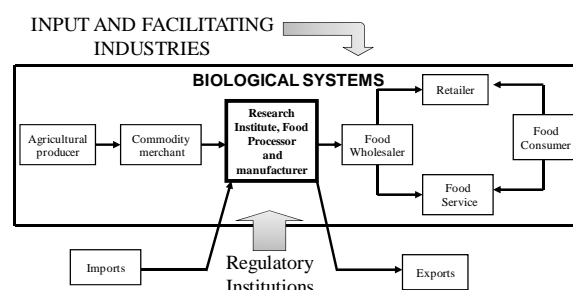 INPUT AND FACILITATING
INDUSTRIES
BIOLOGICAL SYSTEMS
Agricultural
producer
Commodity
merchant
Research
Institute, Food
Processor
and
manufacturer
Food
Wholesaler
Retailer
Food
Service
Food
Consumer
Imports
Regulatory
Institutions
Exports